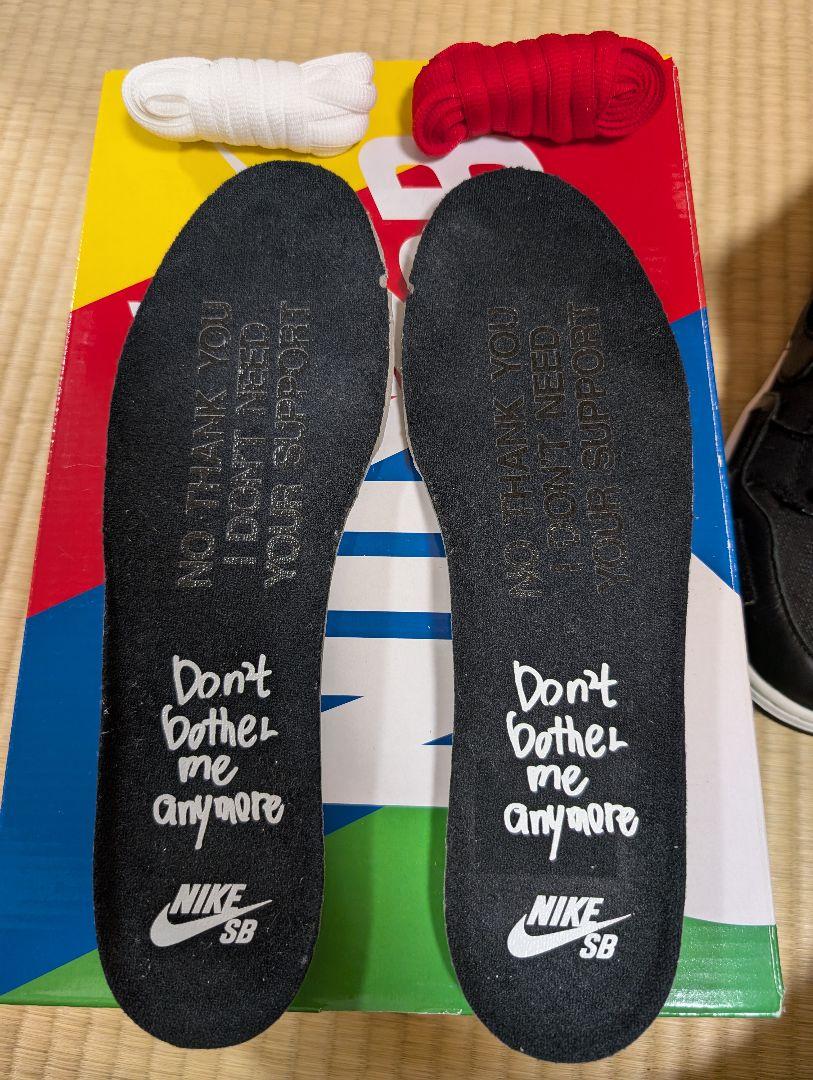 NO THANK YOU
I DON'T NEED
YOUR SUPPORT
Don't
bother
me
anymore
NIKE
SB
NO THANK YOU
I DON'T NEED
YOUR SUPPORT
Don't
bother
me
anymore
NIKE
SB